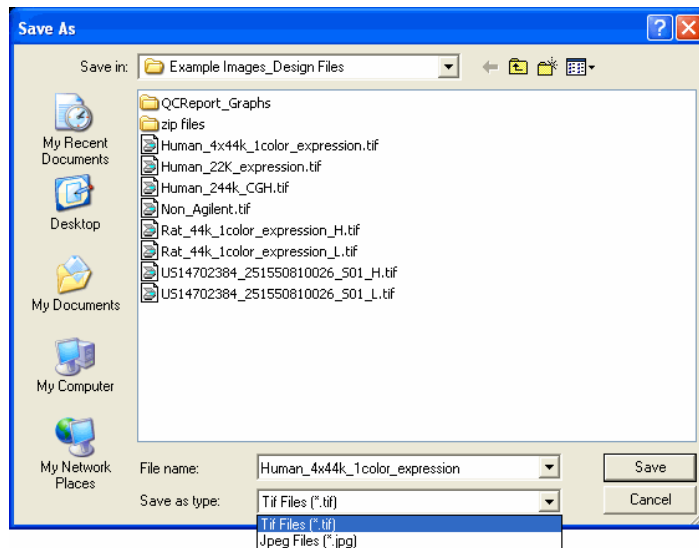 Save As
Save in:
Example Images_Design Files
My Recent
Documents
Desktop
My Documents
My Computer
My Network
Places
QCReport_Graphs
zip files
Human_4x44k_1color_expression.tif
Human_22K_expression.tif
Human_244k_CGH.tif
Non_Agilent.tif
Rat_44k_1color_expression_H.tif
Rat_44k_1color_expression_L.tif
US14702384_251550810026_S01_H.tif
US14702384_251550810026_S01_L.tif
File name:
Human_4x44k_1color_expression
Save
Save as type:
Tif Files (*.tif)
Cancel
Tif Files (*.tif)
Jpeg Files (*.jpg)